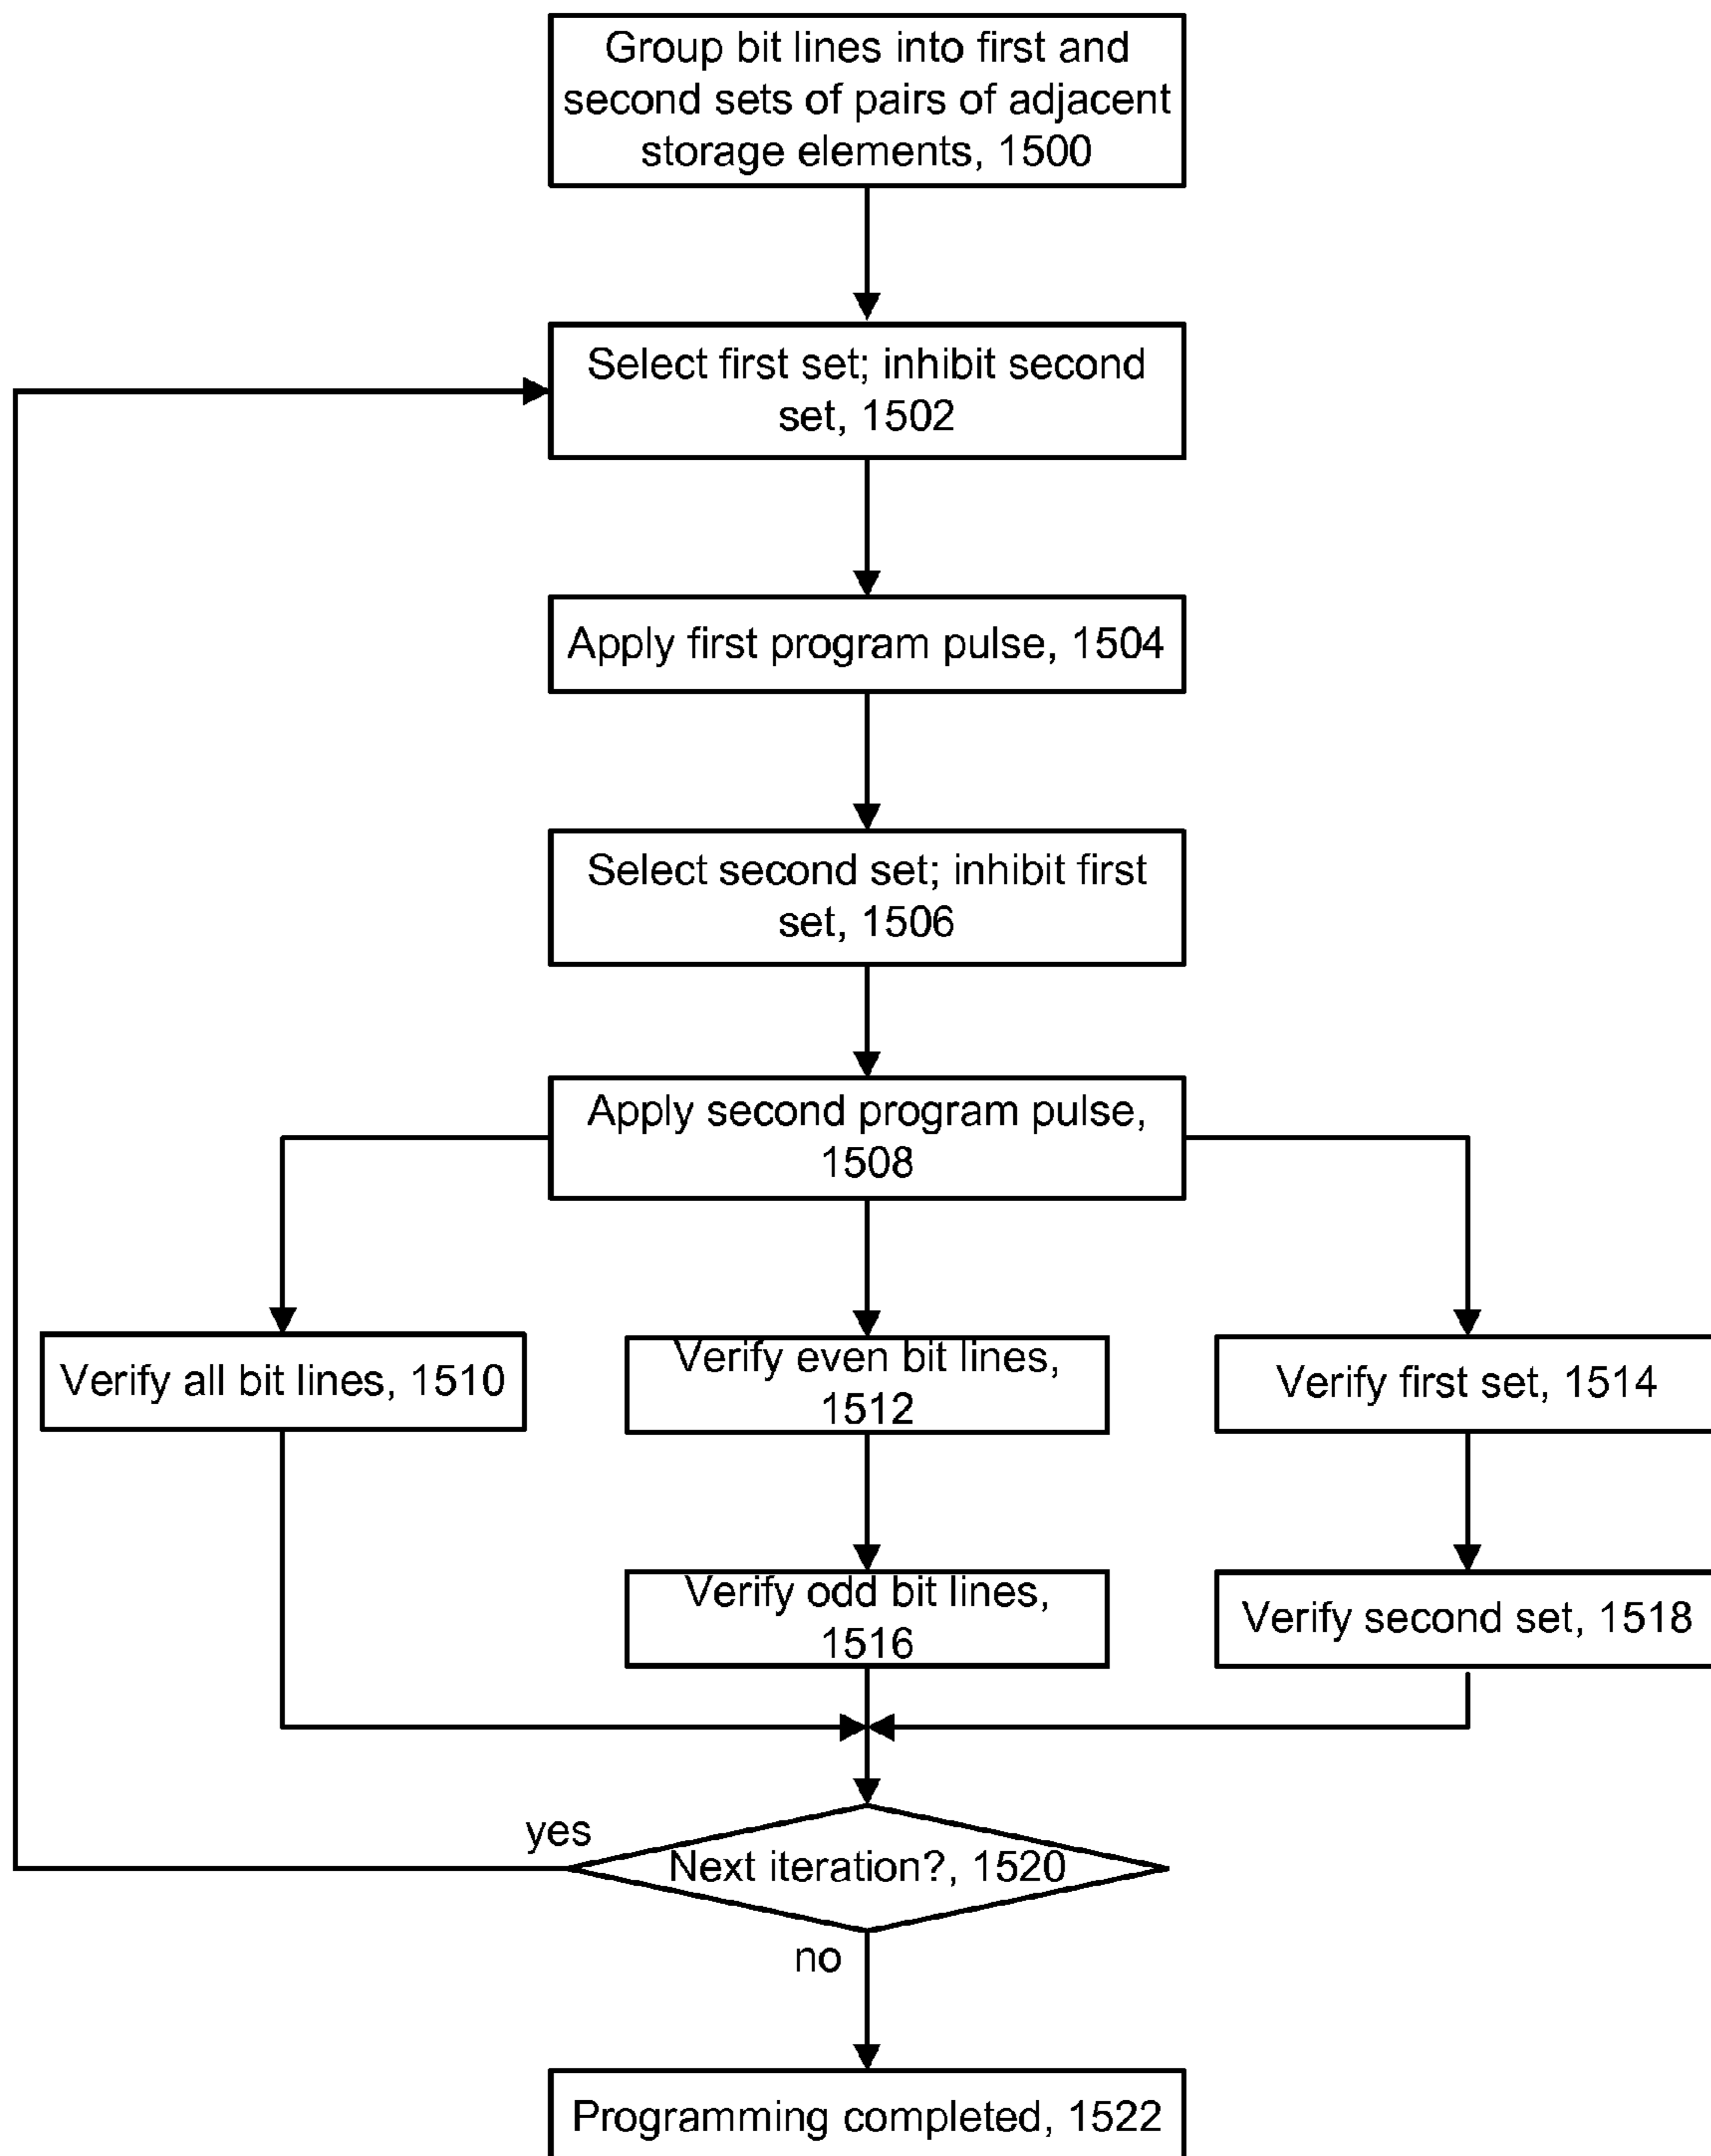 Group bit lines into first and
second sets of pairs of adjacent
storage elements, 1500
Select first set; inhibit second
set, 1502
Apply first program pulse, 1504
Select second set; inhibit first
set, 1506
Apply second program pulse,
1508
Verify all bit lines, 1510
Verify even bit lines,
1512
Verify first set, 1514
Verify odd bit lines,
1516
Verify second set, 1518
yes
Next iteration?, 1520
no
Programming completed, 1522